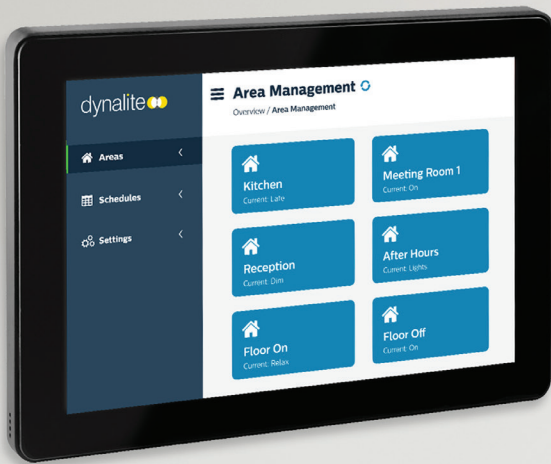 dynalite
Area Management
Overview / Area Management
Areas
Schedules
Settings
Kitchen
Current: Late
Meeting Room 1
Current: On
Reception
Current: Dim
After Hours
Current: Lights
Floor On
Current: Relax
Floor Off
Current: On